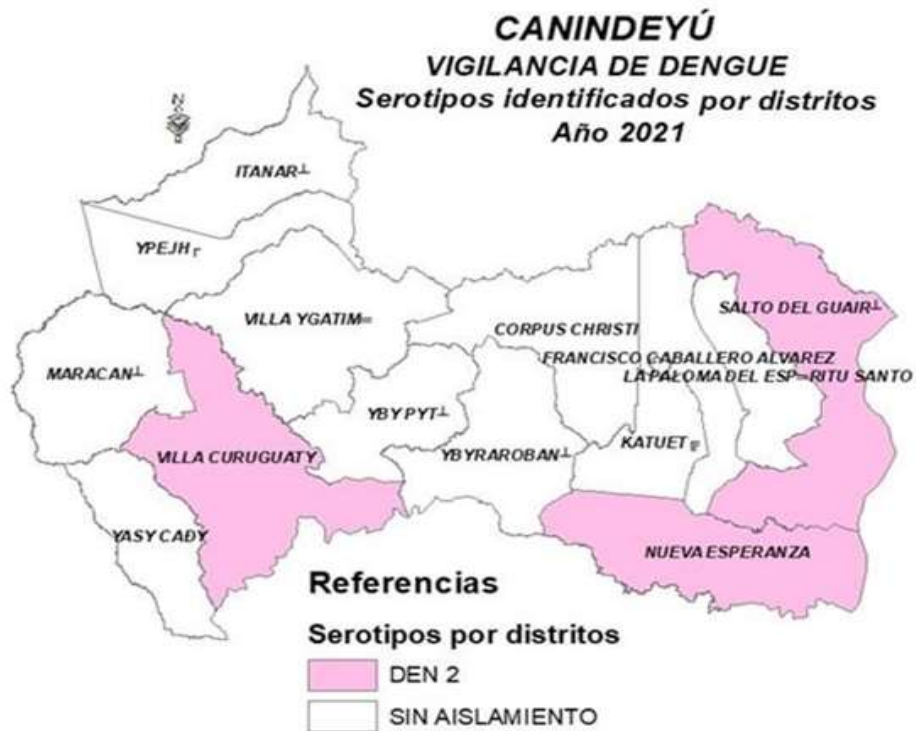 CANINDEYÚ
VIGILANCIA DE DENGUE
Serotipos identificados por distritos
Año 2021
N
ITANAR┴
YPEJH┌
VILLA YGATIM═
SALTO DEL GUAIR┴
CORPUS CHRISTI
FRANCISCO CABALLERO ALVAREZ
MARACAN┴
LA PALOMA DEL ESP═RITU SANTO
YBY PYT┴
KATUET╔
VILLA CURUGUATY
YBYRAROBAN┴
YASY CAÐY
NUEVA ESPERANZA
Referencias
Serotipos por distritos
DEN 2
SIN AISLAMIENTO